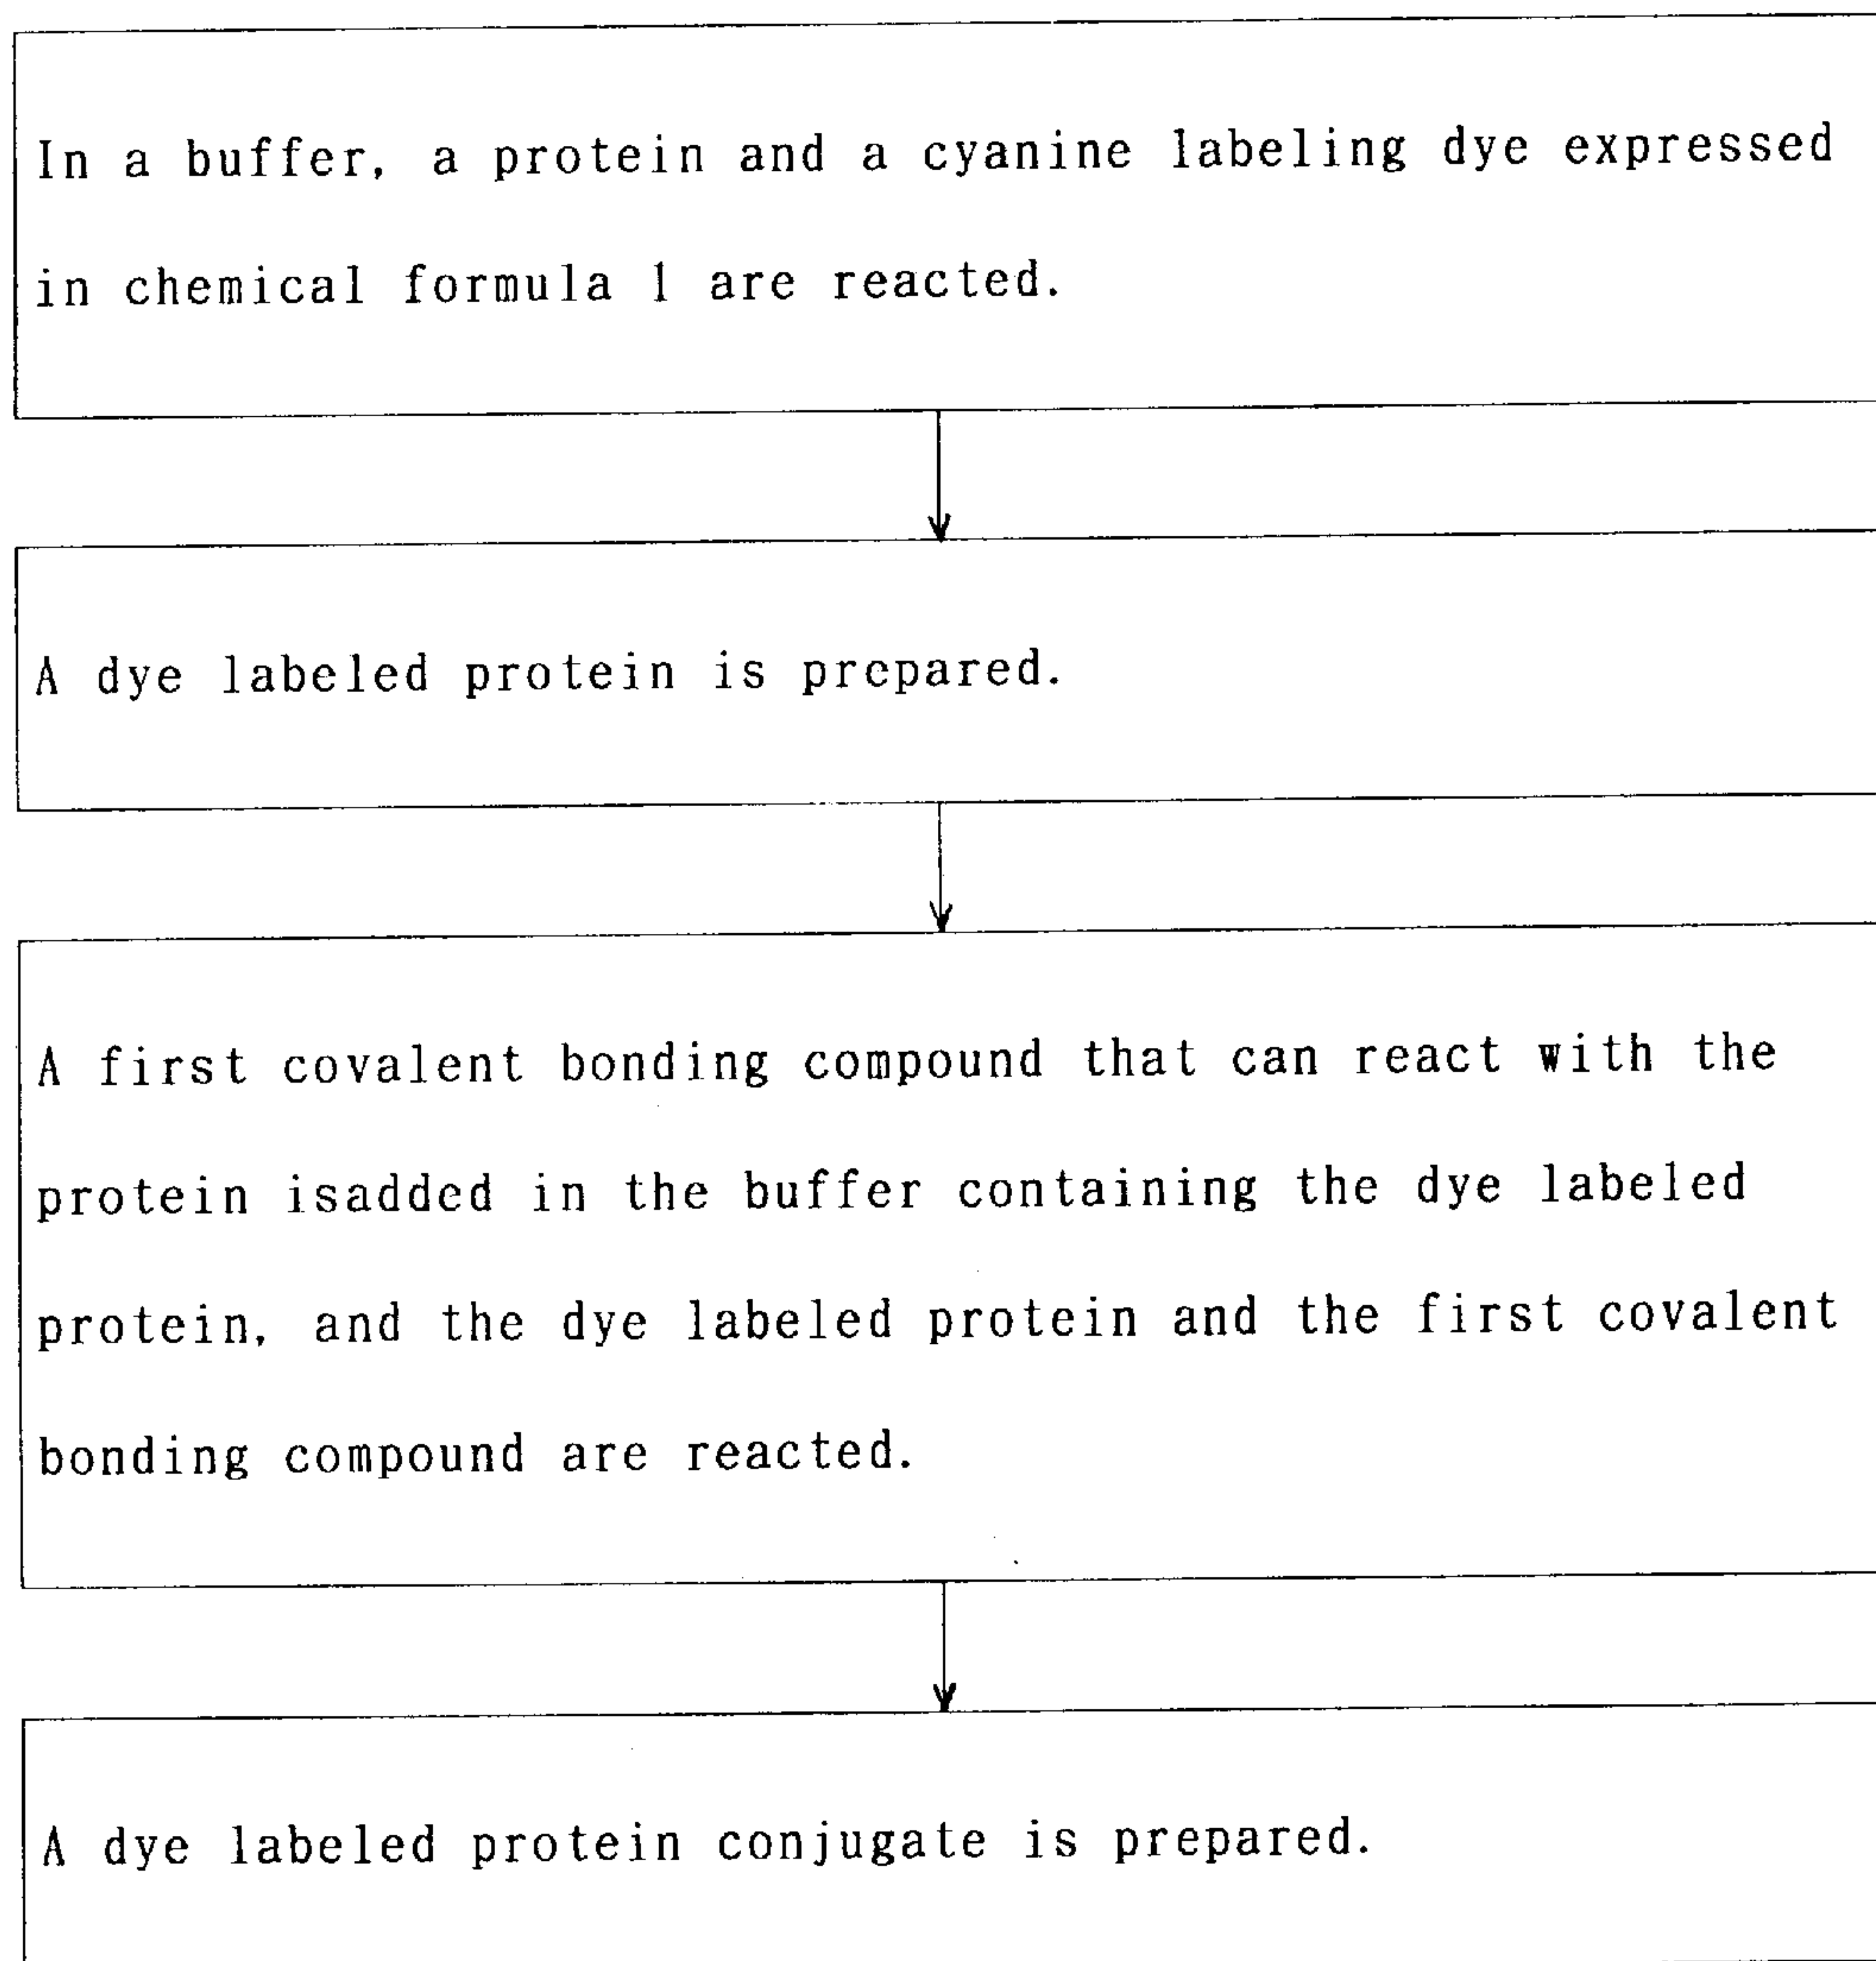 In a buffer, a protein and a cyanine labeling dye expressed
in chemical formula 1 are reacted.
A dye labeled protein is prepared.
A first covalent bonding compound that can react with the
protein isadded in the buffer containing the dye labeled
protein, and the dye labeled protein and the first covalent
bonding compound are reacted.
A dye labeled protein conjugate is prepared.